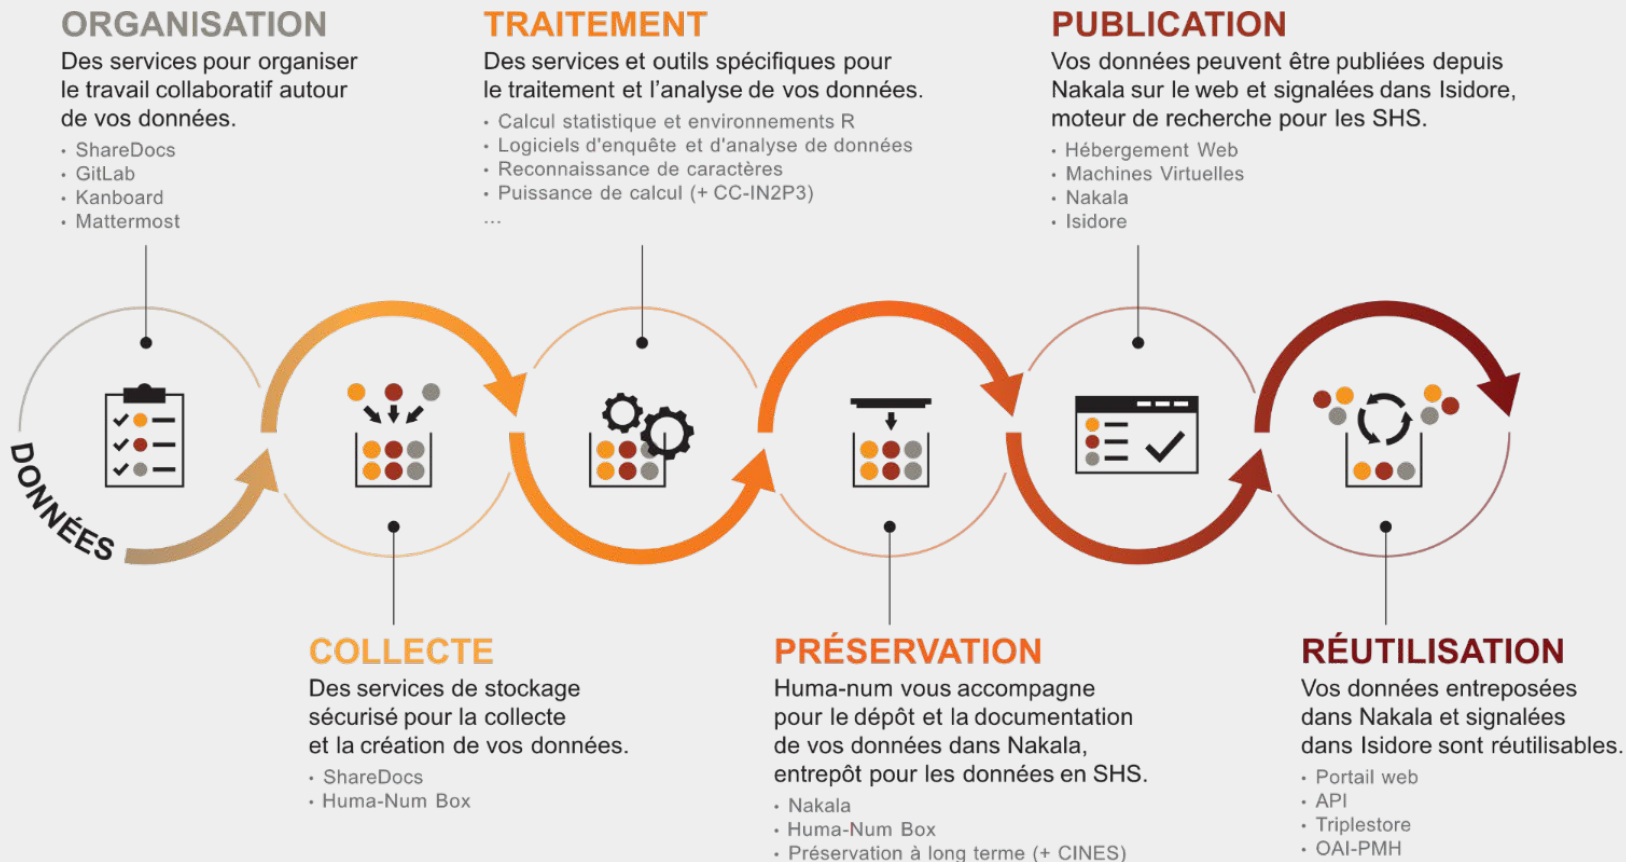 ORGANISATION
Des services pour organiser
le travail collaboratif autour
de vos données.
· ShareDocs
· GitLab
· Kanboard
· Mattermost
TRAITEMENT
Des services et outils spécifiques pour
le traitement et l'analyse de vos données.
· Calcul statistique et environnements R
· Logiciels d'enquête et d'analyse de données
· Reconnaissance de caractères
· Puissance de calcul (+ CC-IN2P3)
...
PUBLICATION
Vos données peuvent être publiées depuis
Nakala sur le web et signalées dans Isidore,
moteur de recherche pour les SHS.
· Hébergement Web
· Machines Virtuelles
· Nakala
· Isidore
DONNÉES
COLLECTE
Des services de stockage
sécurisé pour la collecte
et la création de vos données.
· ShareDocs
· Huma-Num Box
PRÉSERVATION
Huma-num vous accompagne
pour le dépôt et la documentation
de vos données dans Nakala,
entrepôt pour les données en SHS.
· Nakala
· Huma-Num Box
· Préservation à long terme (+ CINES)
RÉUTILISATION
Vos données entreposées
dans Nakala et signalées
dans Isidore sont réutilisables.
· Portail web
· API
· Triplestore
· OAI-PMH